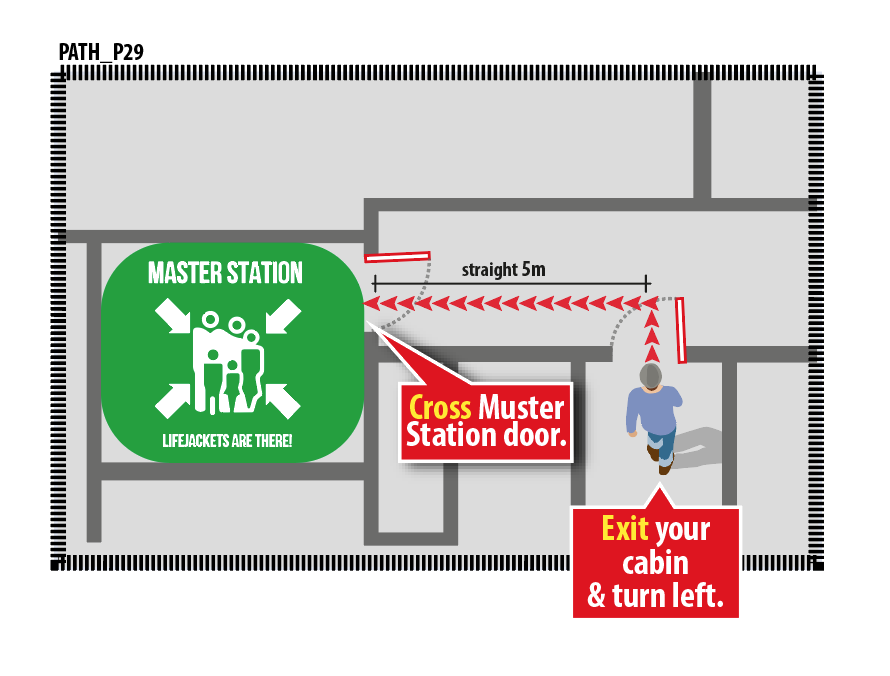 PATH_P29
MASTER STATION
straight 5m
LIFEJACKETS ARE THERE!
Cross Muster
Station door.
Exit your
cabin
& turn left.